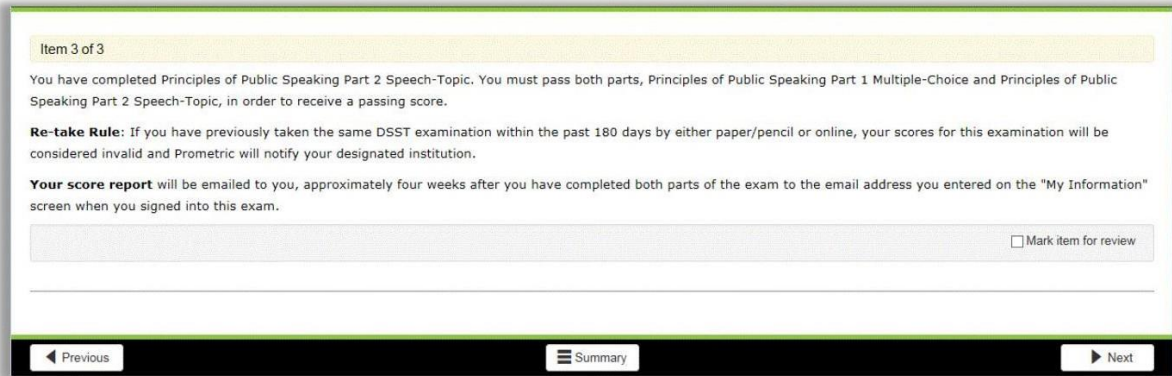 Item 3 of 3
You have completed Principles of Public Speaking Part 2 Speech-Topic. You must pass both parts, Principles of Public Speaking Part 1 Multiple-Choice and Principles of Public
Speaking Part 2 Speech-Topic, in order to receive a passing score.
Re-take Rule: If you have previously taken the same DSST examination within the past 180 days by either paper/pencil or online, your scores for this examination will be
considered invalid and Prometric will notify your designated institution.
Your score report will be emailed to you, approximately four weeks after you have completed both parts of the exam to the email address you entered on the "My Information"
screen when you signed into this exam.
Mark item for review
Previous
Summary
Next